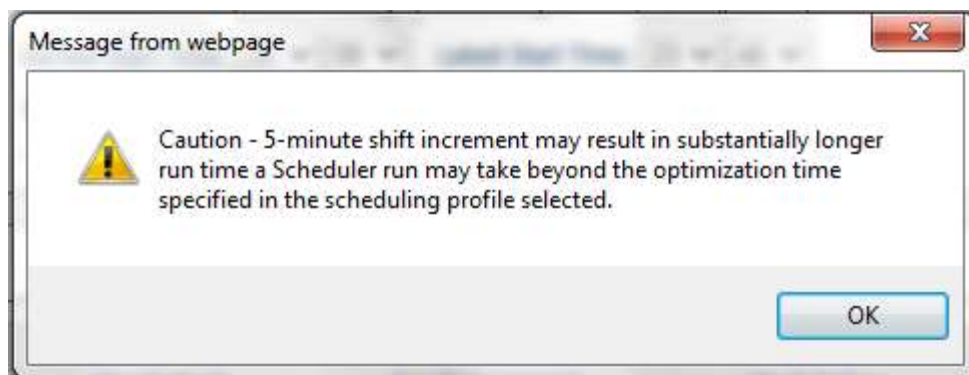 Message from webpage
Caution - 5-minute shift increment may result in substantially longer
run time a Scheduler run may take beyond the optimization time
specified in the scheduling profile selected.
OK